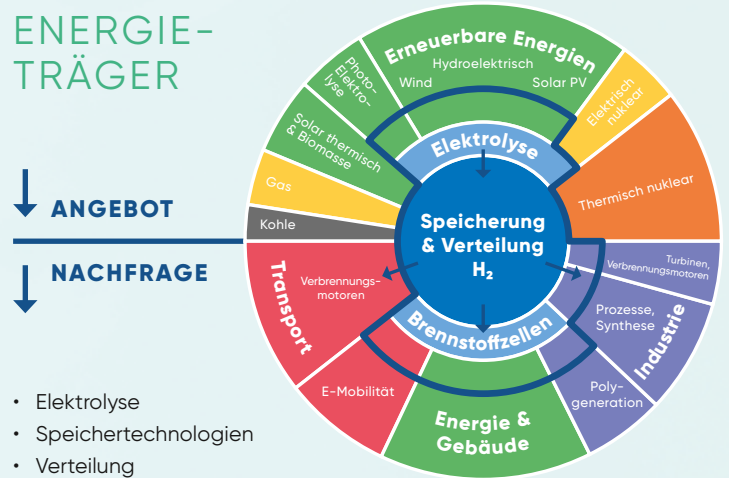 ENERGIE-
TRÄGER
ANGEBOT
NACHFRAGE
• Elektrolyse
• Speichertechnologien
• Verteilung
Erneuerbare Energien
Hydroelektrisch
Wind
Solar PV
Photo-
Elektro-
lyse
Solar thermisch
& Biomasse
Gas
Kohle
Elektrisch
nuklear
Thermisch nuklear
Elektrolyse
Speicherung
& Verteilung
H₂
Brennstoffzellen
Transport
Verbrennungs-
motoren
E-Mobilität
Energie &
Gebäude
Poly-
generation
Industrie
Prozesse,
Synthese
Turbinen,
Verbrennungsmotoren